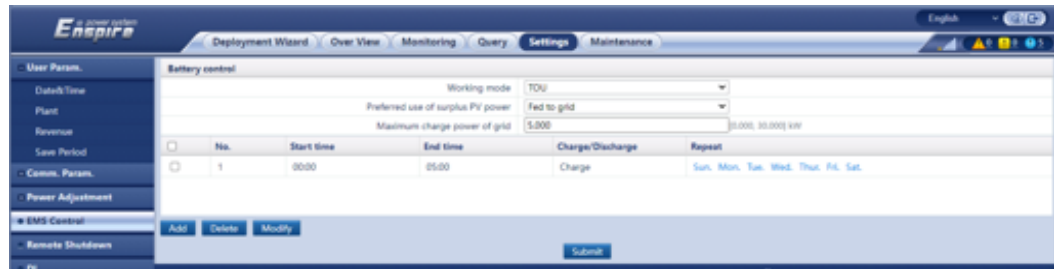 Enspire
English
Deployment Wizard Over View Monitoring Query Settings Maintenance
User Param.
Date&Time
Plant
Revenue
Save Period
Comm. Param.
Power Adjustment
EMS Control
Remote Shutdown
DI
Battery control
Working mode TOU
Preferred use of surplus PV power Fed to grid
Maximum charge power of grid 5.000 [0.000, 30.000] kW
No. Start time End time Charge/Discharge Repeat
1 00:00 05:00 Charge Sun. Mon. Tue. Wed. Thur. Fri. Sat.
Add Delete Modify
Submit